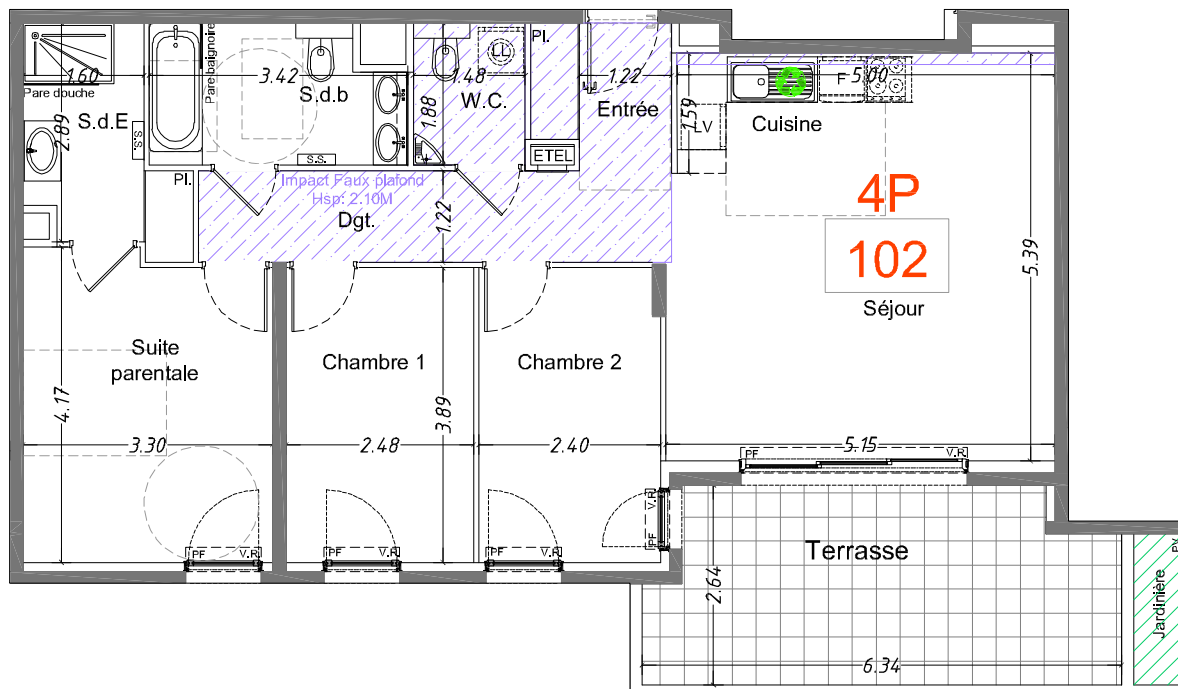 1.60
Pare douche
S.d.E
2.89
S.S.
Pare baignoire
3.42
S.d.b
S.S.
1.48
LL
W.C.
1.88
Pl.
ETEL
1.22
Entrée
5.00
F
1.59
LV
Cuisine
4P
102
Séjour
5.39
Pl.
Impact Faux plafond
Hsp: 2.10M
Dgt.
1.22
Suite
parentale
4.17
3.30
Chambre 1
2.48
3.89
Chambre 2
2.40
5.15
PF
V.R.
PF
V.R.
PF
V.R.
PF
V.R.
V.R.
PF
Terrasse
2.64
6.34
Jardinière
PV